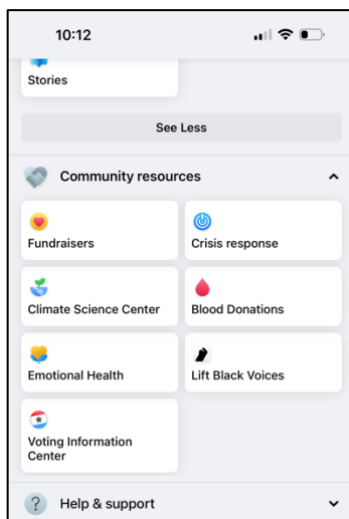 10:12
Stories
See Less
Community resources
Fundraisers
Crisis response
Climate Science Center
Blood Donations
Emotional Health
Lift Black Voices
Voting Information
Center
? Help & support